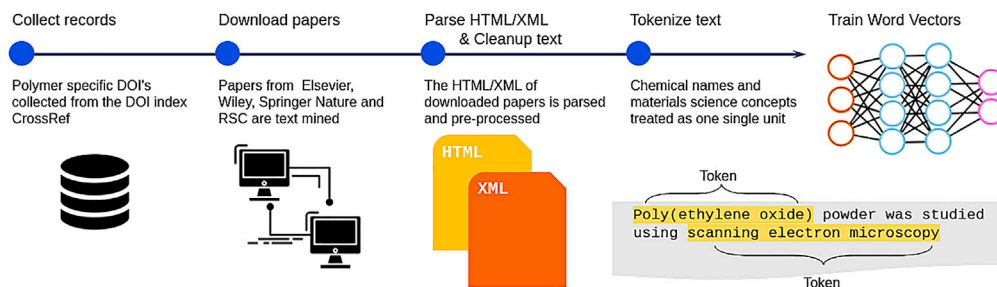 Collect records
Polymer specific DOI's
collected from the DOI index
CrossRef
Download papers
Papers from Elsevier,
Wiley, Springer Nature and
RSC are text mined
Parse HTML/XML
& Cleanup text
The HTML/XML of
downloaded papers is parsed
and pre-processed
HTML
XML
Tokenize text
Chemical names and
materials science concepts
treated as one single unit
Train Word Vectors
Token
Poly(ethylene oxide) powder was studied
using scanning electron microscopy
Token